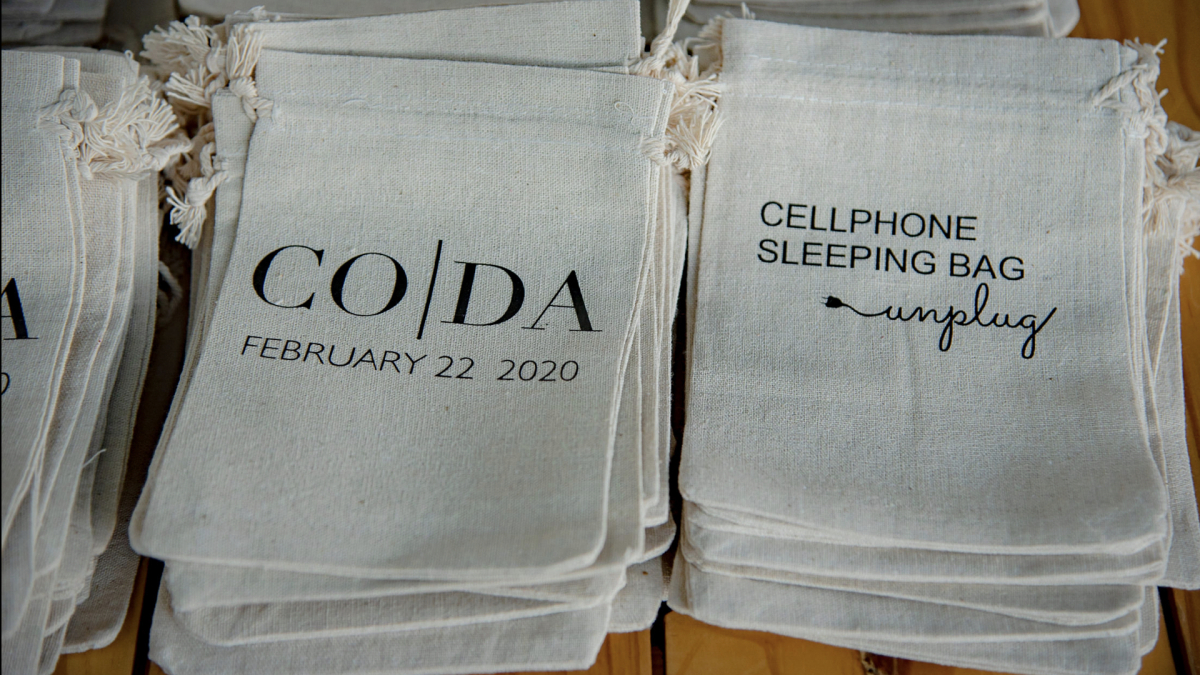 CO|DA
FEBRUARY 22 2020
CELLPHONE
SLEEPING BAG
unplug